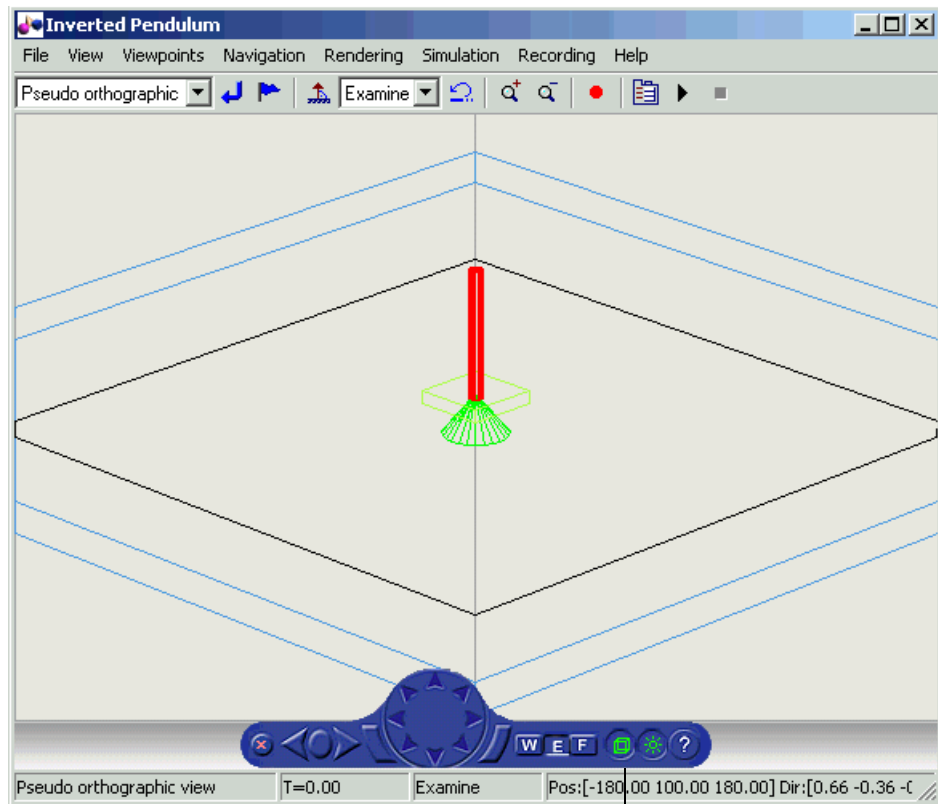 Inverted Pendulum
File View Viewpoints Navigation Rendering Simulation Recording Help
Pseudo orthographic Examine
W E F ?
Pseudo orthographic view T=0.00 Examine Pos:[-180.00 100.00 180.00] Dir:[0.66 -0.36 -0